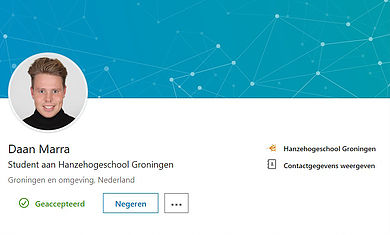 Daan Marra
Student aan Hanzehogeschool Groningen
Groningen en omgeving, Nederland
Hanzehogeschool Groningen
Contactgegevens weergeven
Geaccepteerd
Negeren
...